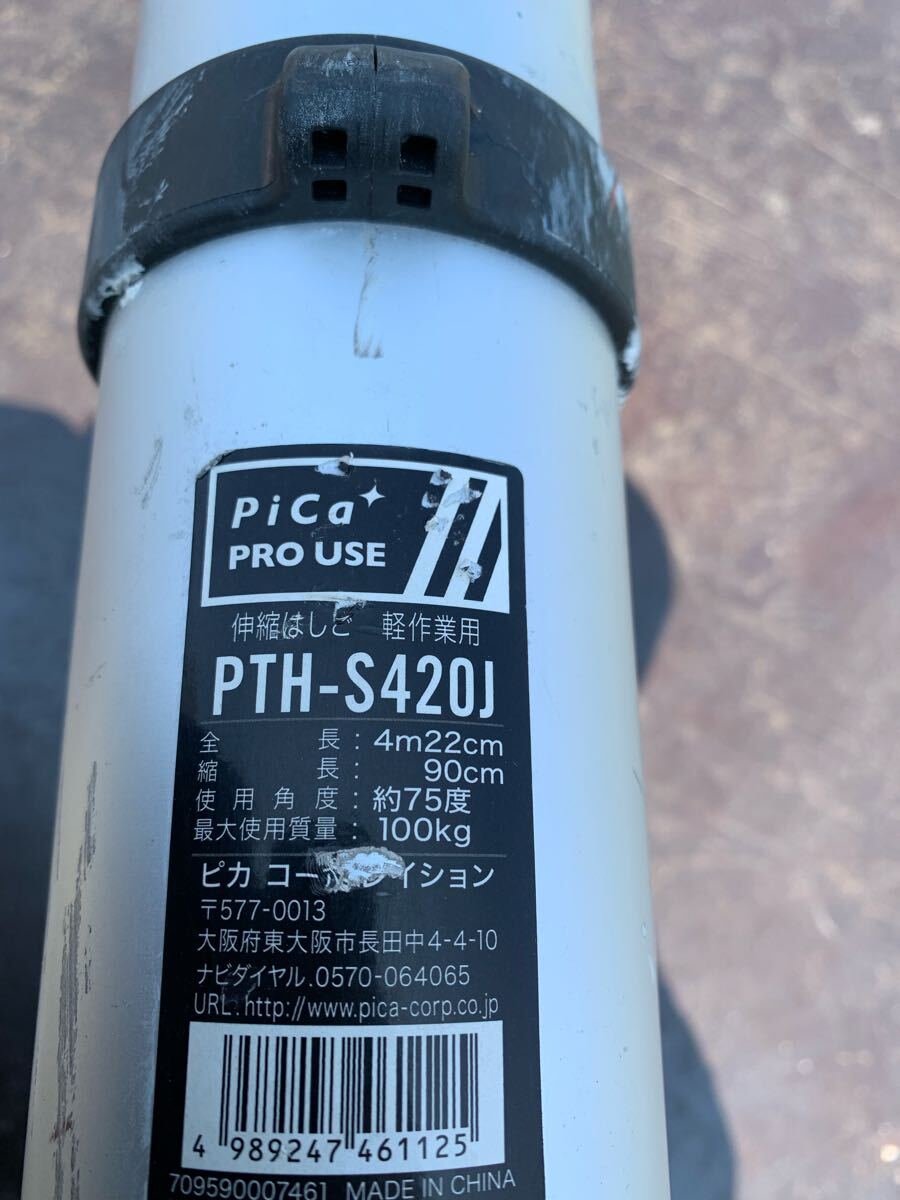 PiCa
PRO USE
伸縮はしご 軽作業用
PTH-S420J
全長: 4m22cm
縮長: 90cm
使用角度: 約75度
最大使用質量: 100kg
ピカ コ
イション
〒577-0013
大阪府東大阪市長田中4-4-10
ナビダイヤル.0570-064065
URL.http://www.pica-corp.co.jp
4 989247 461125
709590007461 MADE IN CHINA